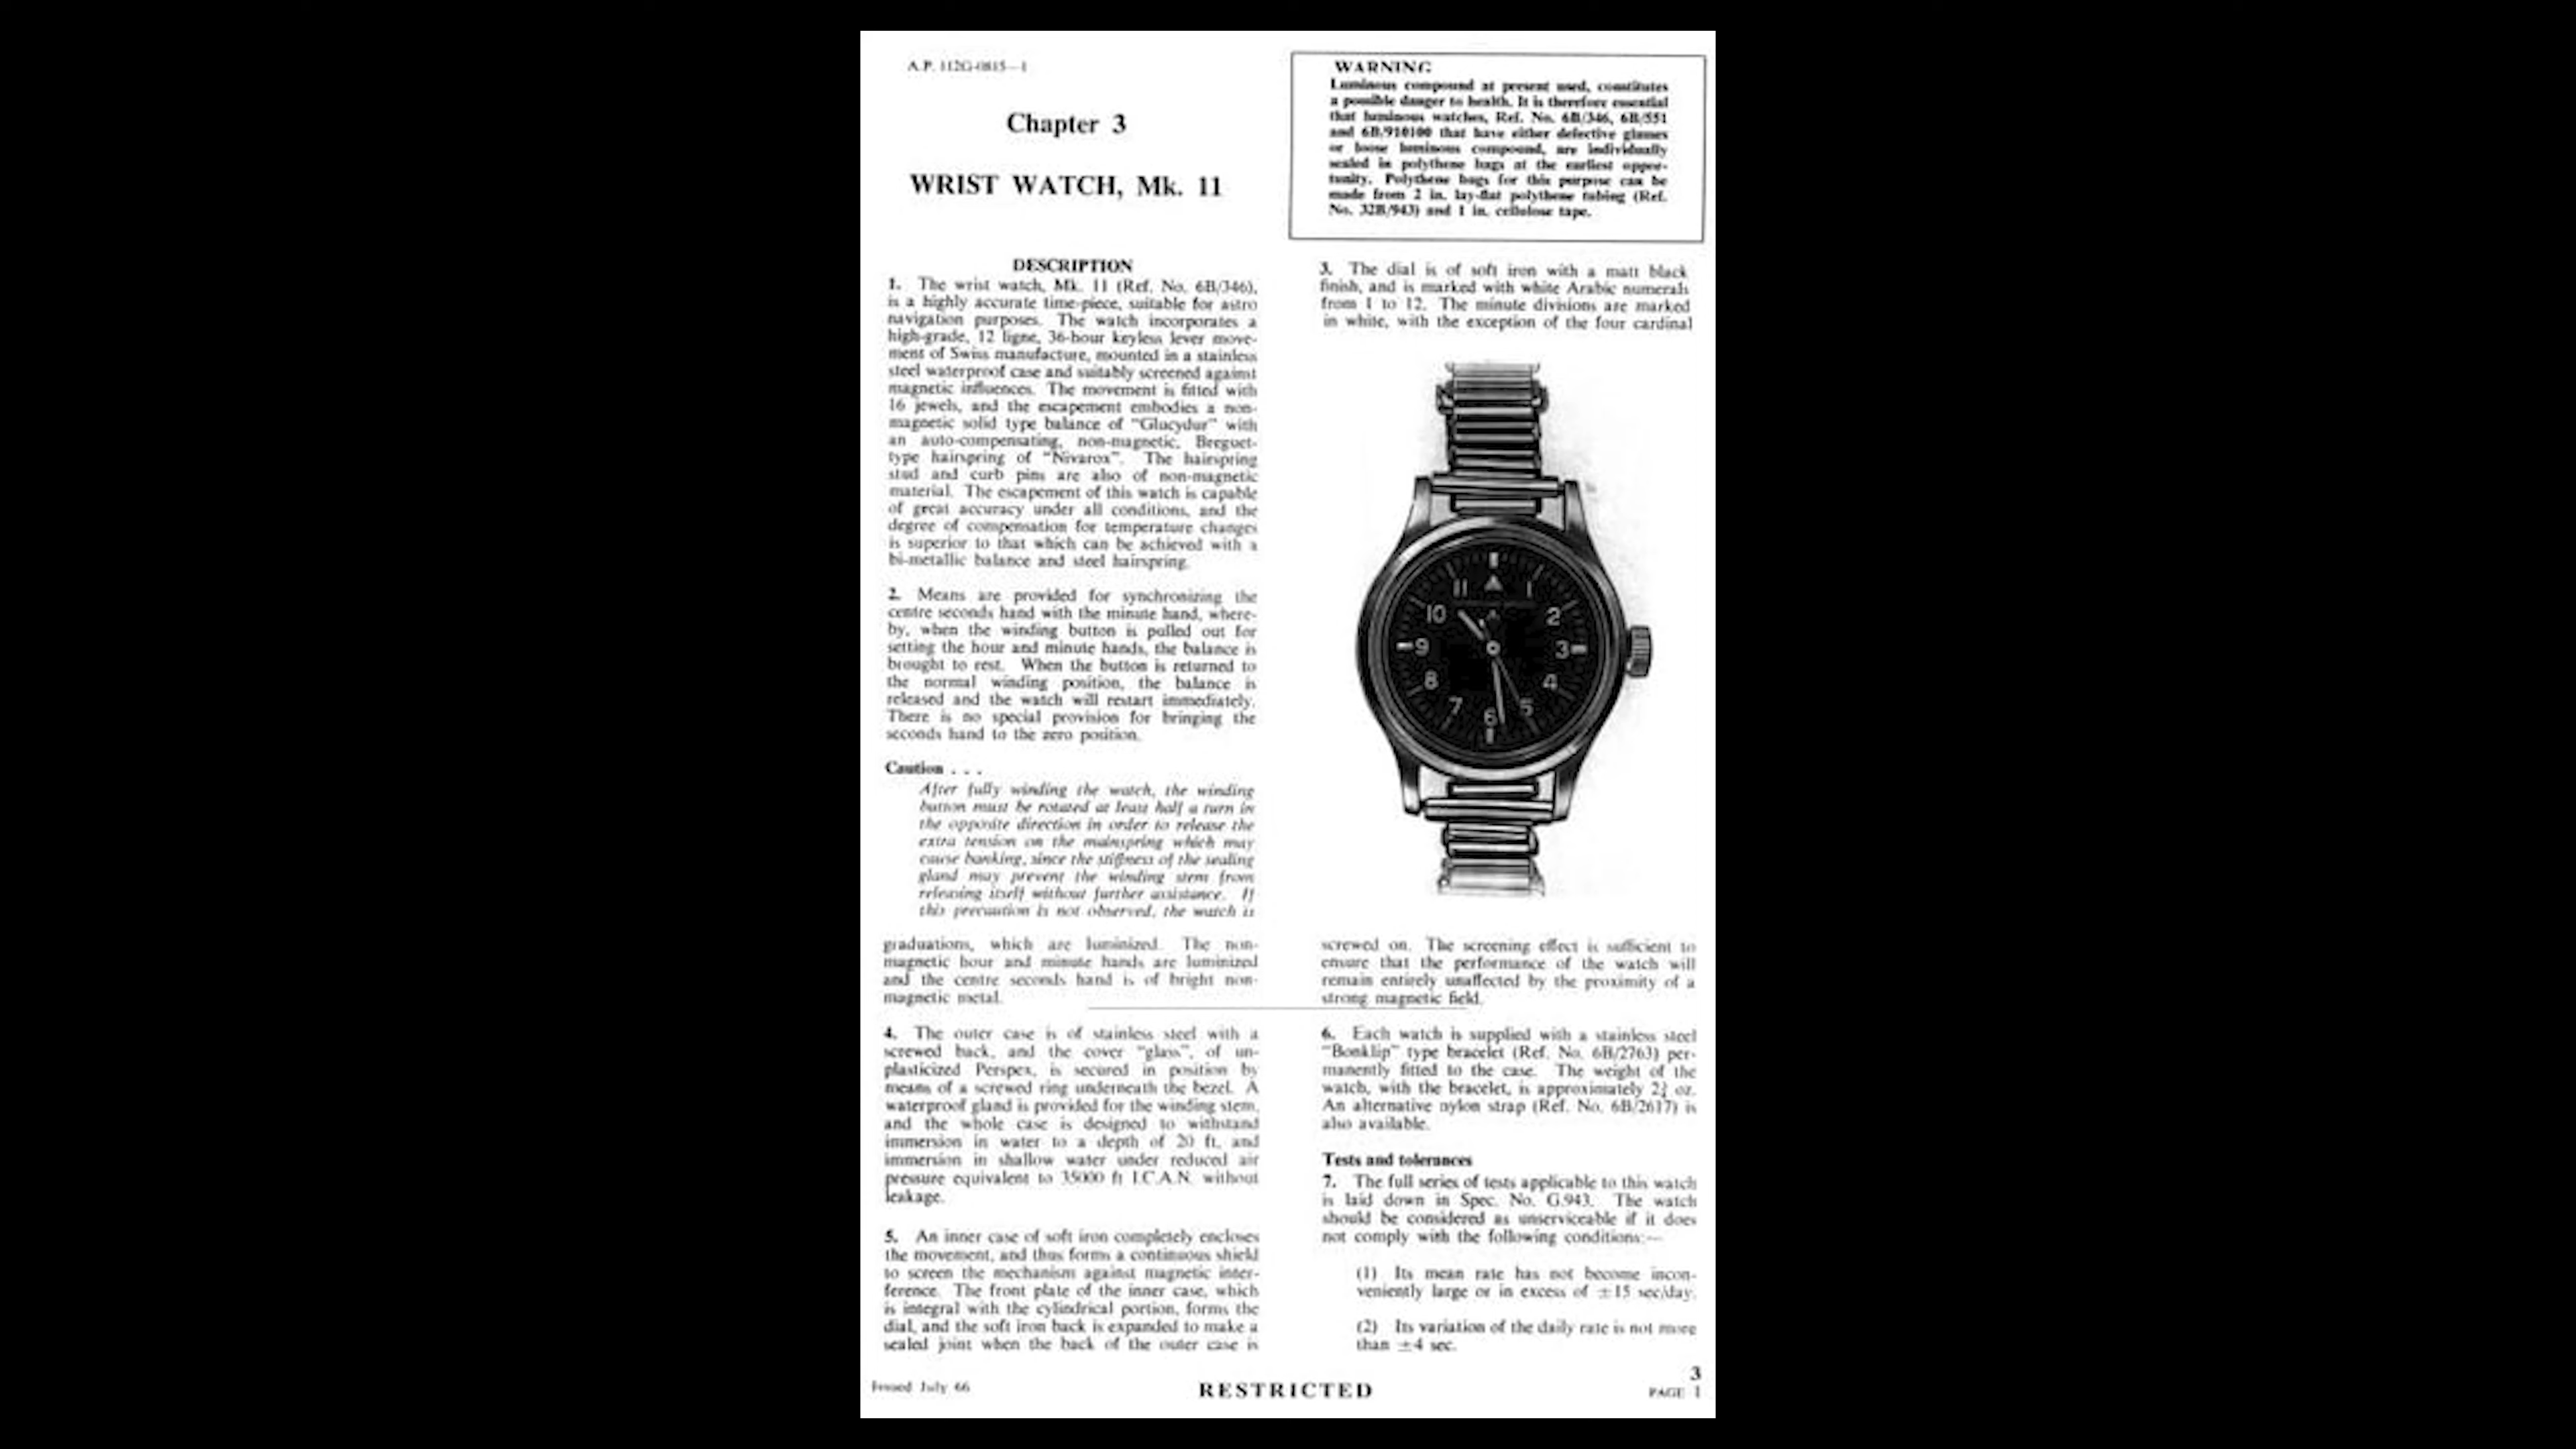 A.P. 112G-0815—1
Chapter 3
WRIST WATCH, Mk. 11
WARNING
Luminous compound at present used, constitutes
a possible danger to health. It is therefore essential
that luminous watches, Ref. No. 6B/346, 6B/551
and 6B/910100 that have either defective glasses
or loose luminous compound, are individually
sealed in polythene bags at the earliest oppor-
tunity. Polythene bags for this purpose can be
made from 2 in. lay-flat polythene tubing (Ref.
No. 32B/943) and 1 in. cellulose tape.
DESCRIPTION
1. The wrist watch, Mk. 11 (Ref. No. 6B/346),
is a highly accurate time-piece, suitable for astro
navigation purposes. The watch incorporates a
high-grade, 12 ligne, 36-hour keyless lever move-
ment of Swiss manufacture, mounted in a stainless
steel waterproof case and suitably screened against
magnetic influences. The movement is fitted with
16 jewels, and the escapement embodies a non-
magnetic solid type balance of "Glucydur" with
an auto-compensating, non-magnetic, Breguet-
type hairspring of "Nivarox". The hairspring
stud and curb pins are also of non-magnetic
material. The escapement of this watch is capable
of great accuracy under all conditions, and the
degree of compensation for temperature changes
is superior to that which can be achieved with a
bi-metallic balance and steel hairspring.
2. Means are provided for synchronizing the
centre seconds hand with the minute hand, where-
by, when the winding button is pulled out for
setting the hour and minute hands, the balance is
brought to rest. When the button is returned to
the normal winding position, the balance is
released and the watch will restart immediately.
There is no special provision for bringing the
seconds hand to the zero position.
Caution . . .
After fully winding the watch, the winding
button must be rotated at least half a turn in
the opposite direction in order to release the
extra tension on the mainspring which may
cause banking, since the stiffness of the sealing
gland may prevent the winding stem from
releasing itself without further assistance. If
this precaution is not observed, the watch is
3. The dial is of soft iron with a matt black
finish, and is marked with white Arabic numerals
from 1 to 12. The minute divisions are marked
in white, with the exception of the four cardinal
11 1
10 2
9 3
8 4
7 5
6
graduations, which are luminized. The non-
magnetic hour and minute hands are luminized
and the centre seconds hand is of bright non-
magnetic metal.
4. The outer case is of stainless steel with a
screwed back, and the cover "glass", of un-
plasticized Perspex, is secured in position by
means of a screwed ring underneath the bezel. A
waterproof gland is provided for the winding stem,
and the whole case is designed to withstand
immersion in water to a depth of 20 ft, and
immersion in shallow water under reduced air
pressure equivalent to 35000 ft I.C.A.N. without
leakage.
5. An inner case of soft iron completely encloses
the movement, and thus forms a continuous shield
to screen the mechanism against magnetic inter-
ference. The front plate of the inner case, which
is integral with the cylindrical portion, forms the
dial, and the soft iron back is expanded to make a
sealed joint when the back of the outer case is
screwed on. The screening effect is sufficient to
ensure that the performance of the watch will
remain entirely unaffected by the proximity of a
strong magnetic field.
6. Each watch is supplied with a stainless steel
"Bonklip" type bracelet (Ref. No. 6B/2763) per-
manently fitted to the case. The weight of the
watch, with the bracelet, is approximately 2¾ oz.
An alternative nylon strap (Ref. No. 6B/2617) is
also available.
Tests and tolerances
7. The full series of tests applicable to this watch
is laid down in Spec. No. G.943. The watch
should be considered as unserviceable if it does
not comply with the following conditions:—
(1) Its mean rate has not become incon-
veniently large or in excess of ±15 sec/day.
(2) Its variation of the daily rate is not more
than ±4 sec.
Issued July 66
RESTRICTED
3
PAGE 1